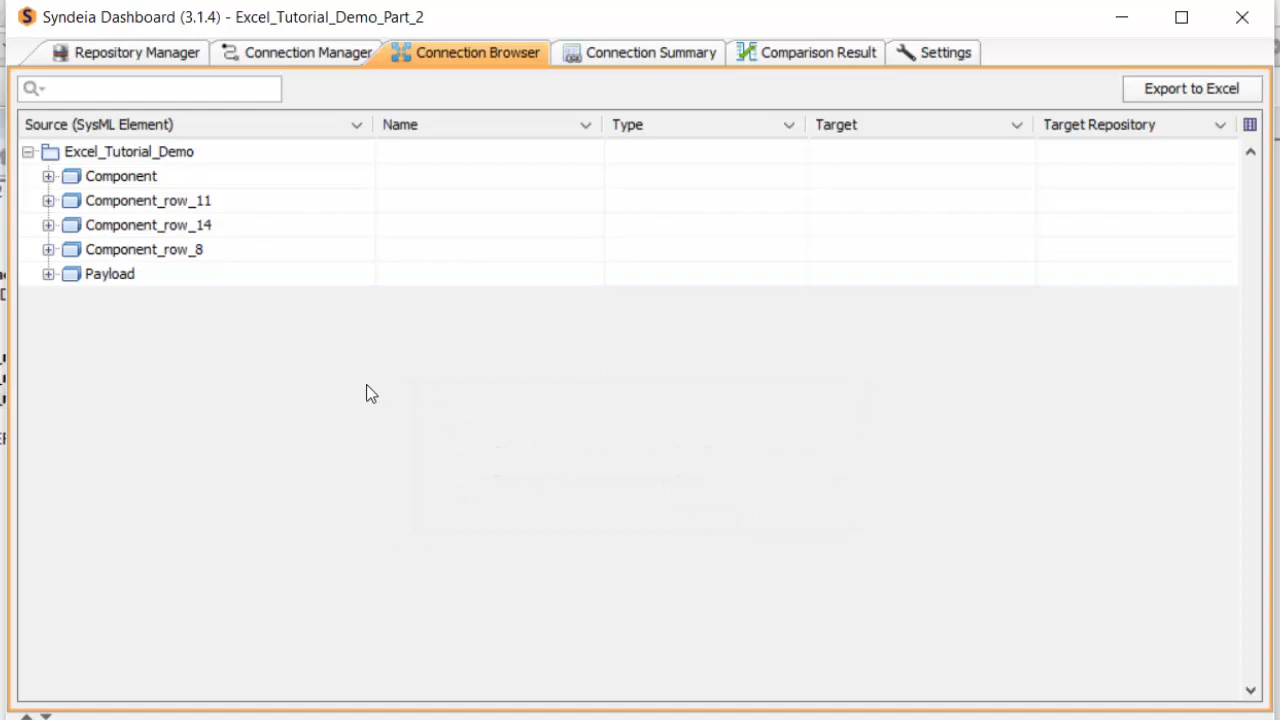 Syndeia Dashboard (3.1.4) - Excel_Tutorial_Demo_Part_2
Repository Manager Connection Manager Connection Browser Connection Summary Comparison Result Settings
Export to Excel
Source (SysML Element) Name Type Target Target Repository
Excel_Tutorial_Demo
Component
Component_row_11
Component_row_14
Component_row_8
Payload